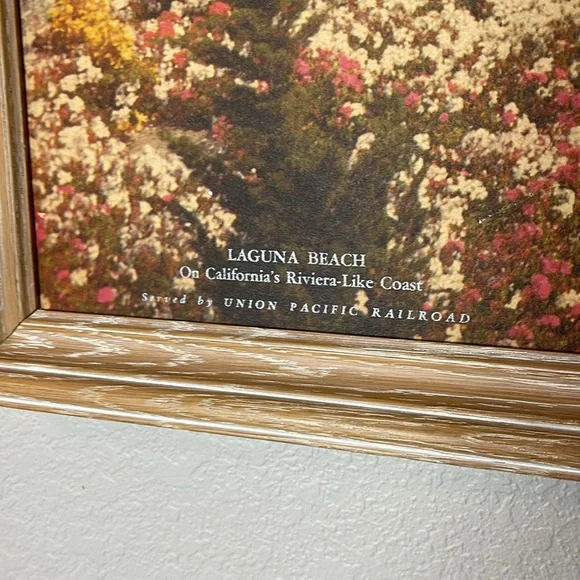 LAGUNA BEACH
On California's Riviera-Like Coast
Served by UNION PACIFIC RAILROAD